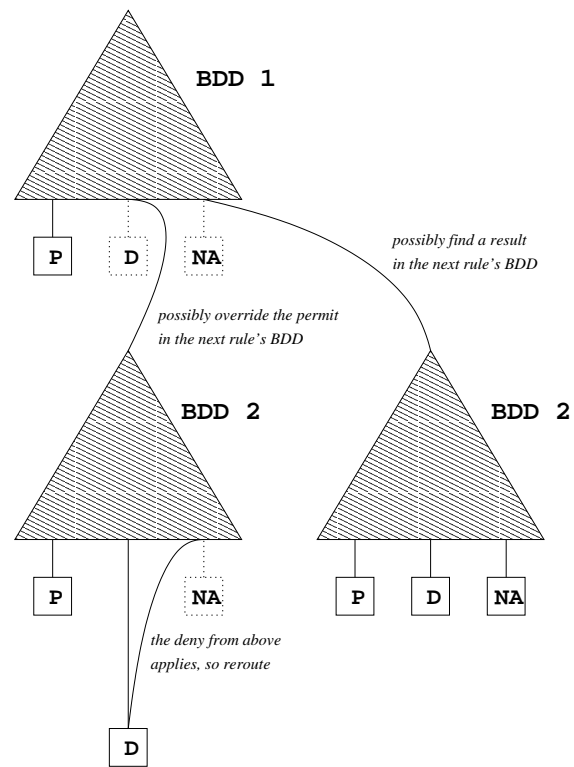 BDD 1
P
D
NA
possibly find a result
in the next rule's BDD
possibly override the permit
in the next rule's BDD
BDD 2
BDD 2
P
NA
P
D
NA
the deny from above
applies, so reroute
D